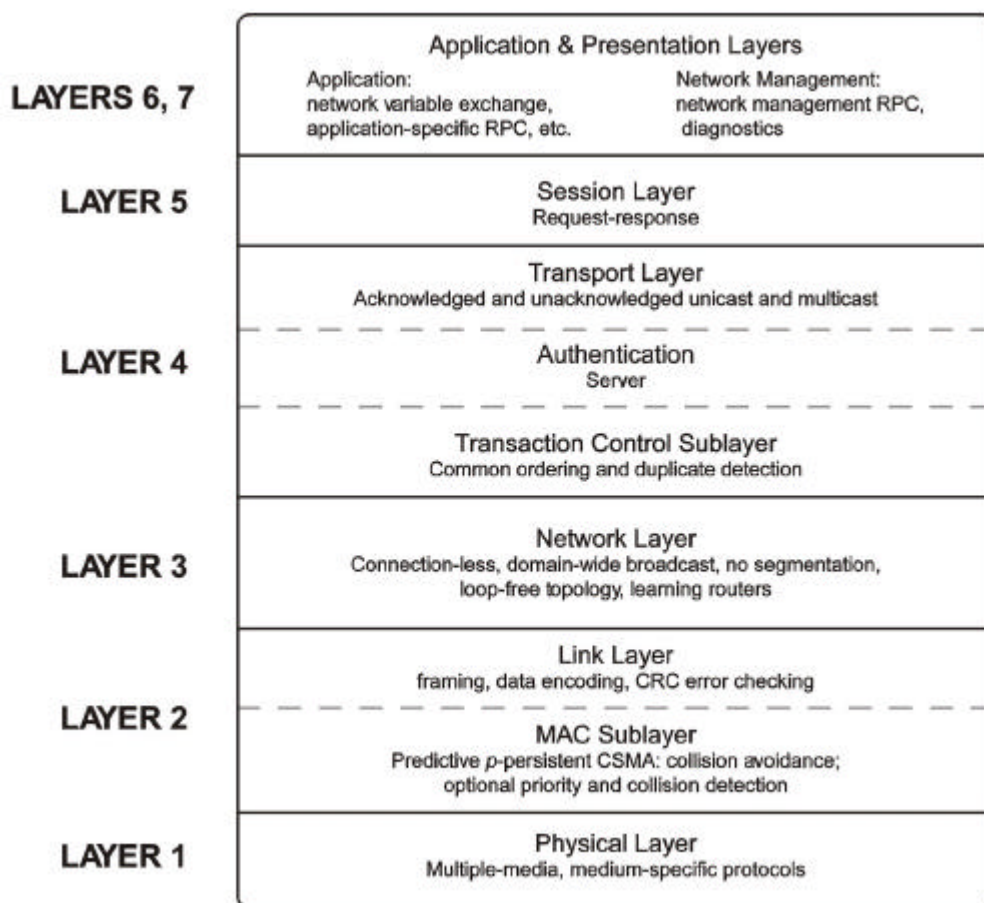 Application & Presentation Layers
LAYERS 6, 7
Application:
network variable exchange,
application-specific RPC, etc.
Network Management:
network management RPC,
diagnostics
LAYER 5
Session Layer
Request-response
Transport Layer
Acknowledged and unacknowledged unicast and multicast
LAYER 4
Authentication
Server
Transaction Control Sublayer
Common ordering and duplicate detection
LAYER 3
Network Layer
Connection-less, domain-wide broadcast, no segmentation,
loop-free topology, learning routers
Link Layer
framing, data encoding, CRC error checking
LAYER 2
MAC Sublayer
Predictive p-persistent CSMA: collision avoidance;
optional priority and collision detection
LAYER 1
Physical Layer
Multiple-media, medium-specific protocols